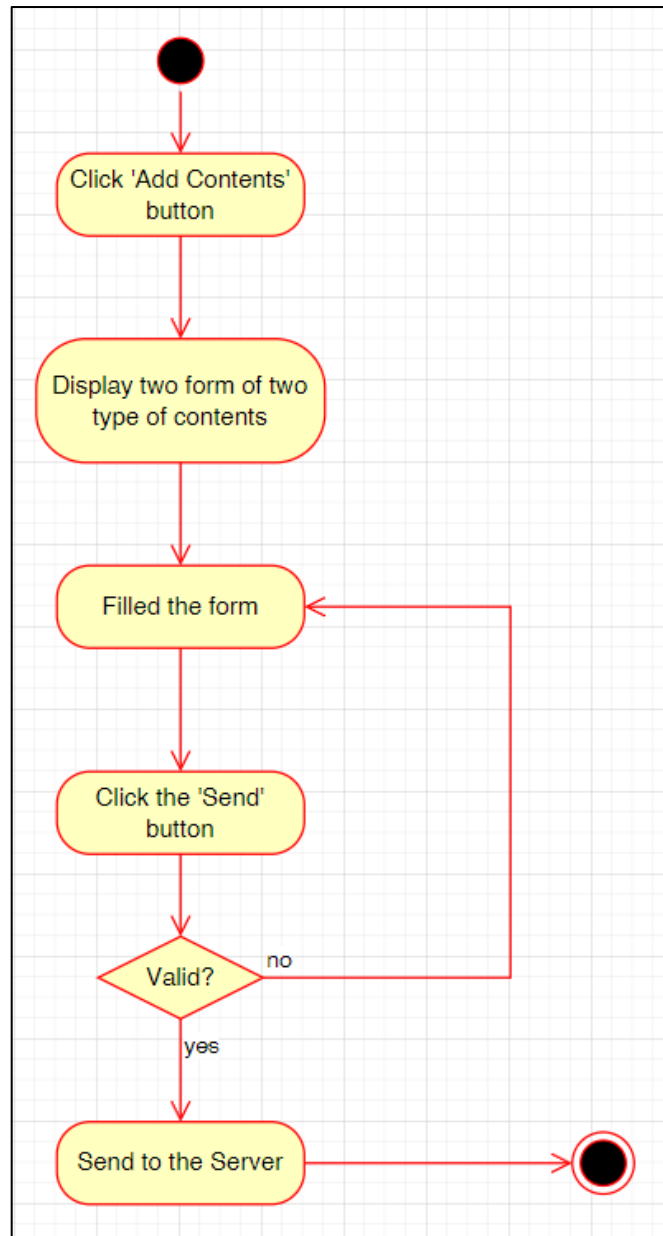 Click 'Add Contents'
button
Display two form of two
type of contents
Filled the form
Click the 'Send'
button
Valid?
no
yes
Send to the Server